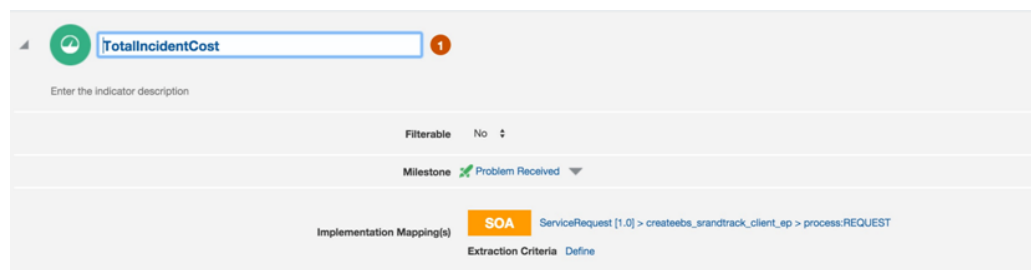 TotalIncidentCost 1
Enter the indicator description
Filterable No
Milestone Problem Received
Implementation Mapping(s) SOA ServiceRequest [1.0] > createebs_srandtrack_client_ep > process:REQUEST
Extraction Criteria Define